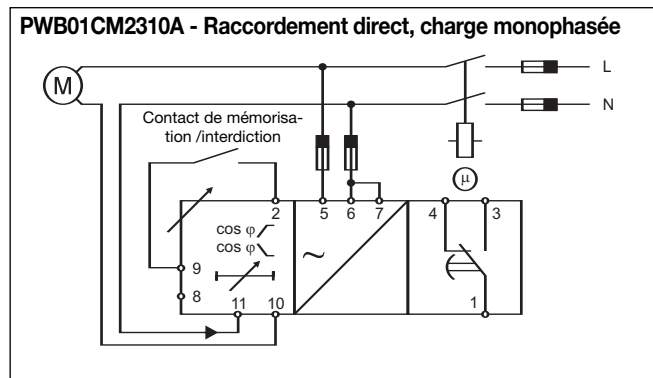 PWB01CM2310A - Raccordement direct, charge monophasée
M
L
N
Contact de mémorisa-
tion /interdiction
μ
2
5
6
7
4
3
cos φ
cos φ
~
9
8
11
10
1